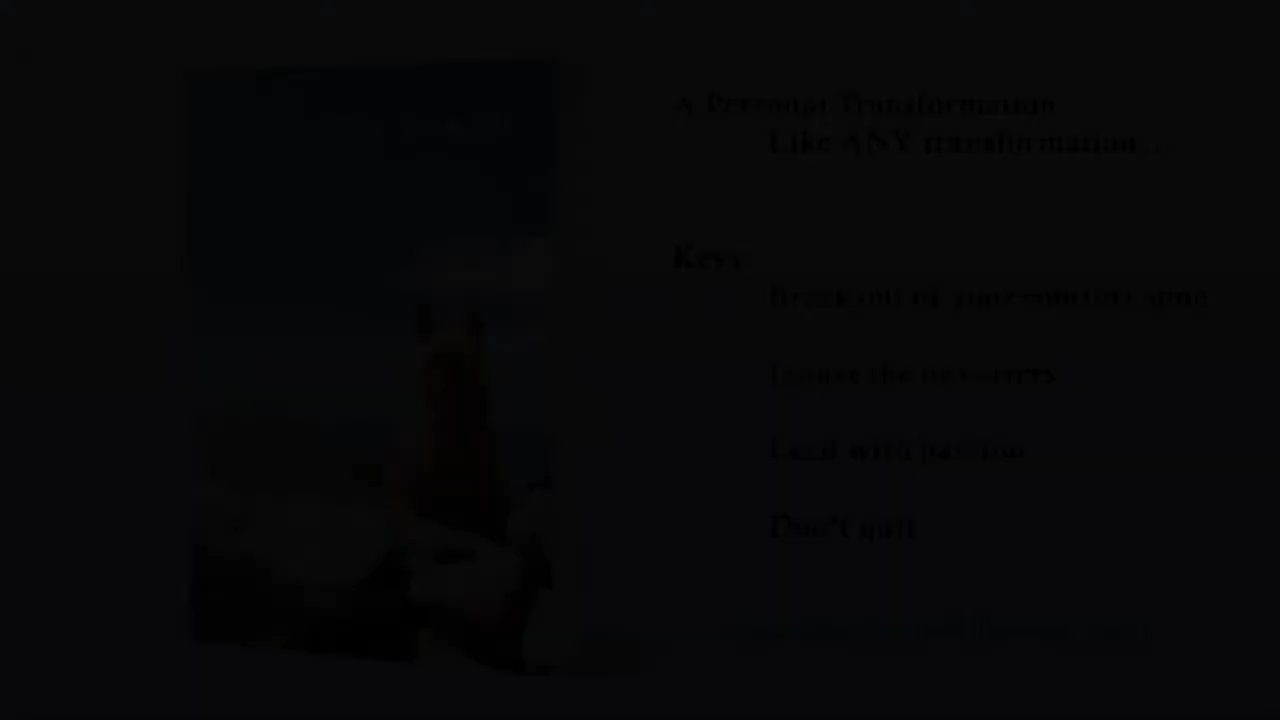 A Personal Transformation
Like ANY transformation…
Keys:
Break out of your comfort zone
Ignore the naysayers
Lead with passion
Don't quit